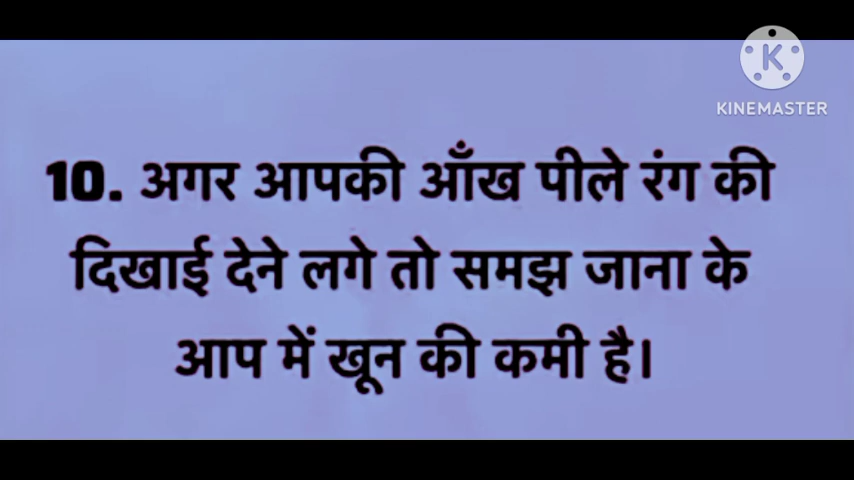 KINEMASTER
10. अगर आपकी आँख पीले रंग की
दिखाई देने लगे तो समझ जाना के
आप में खून की कमी है।